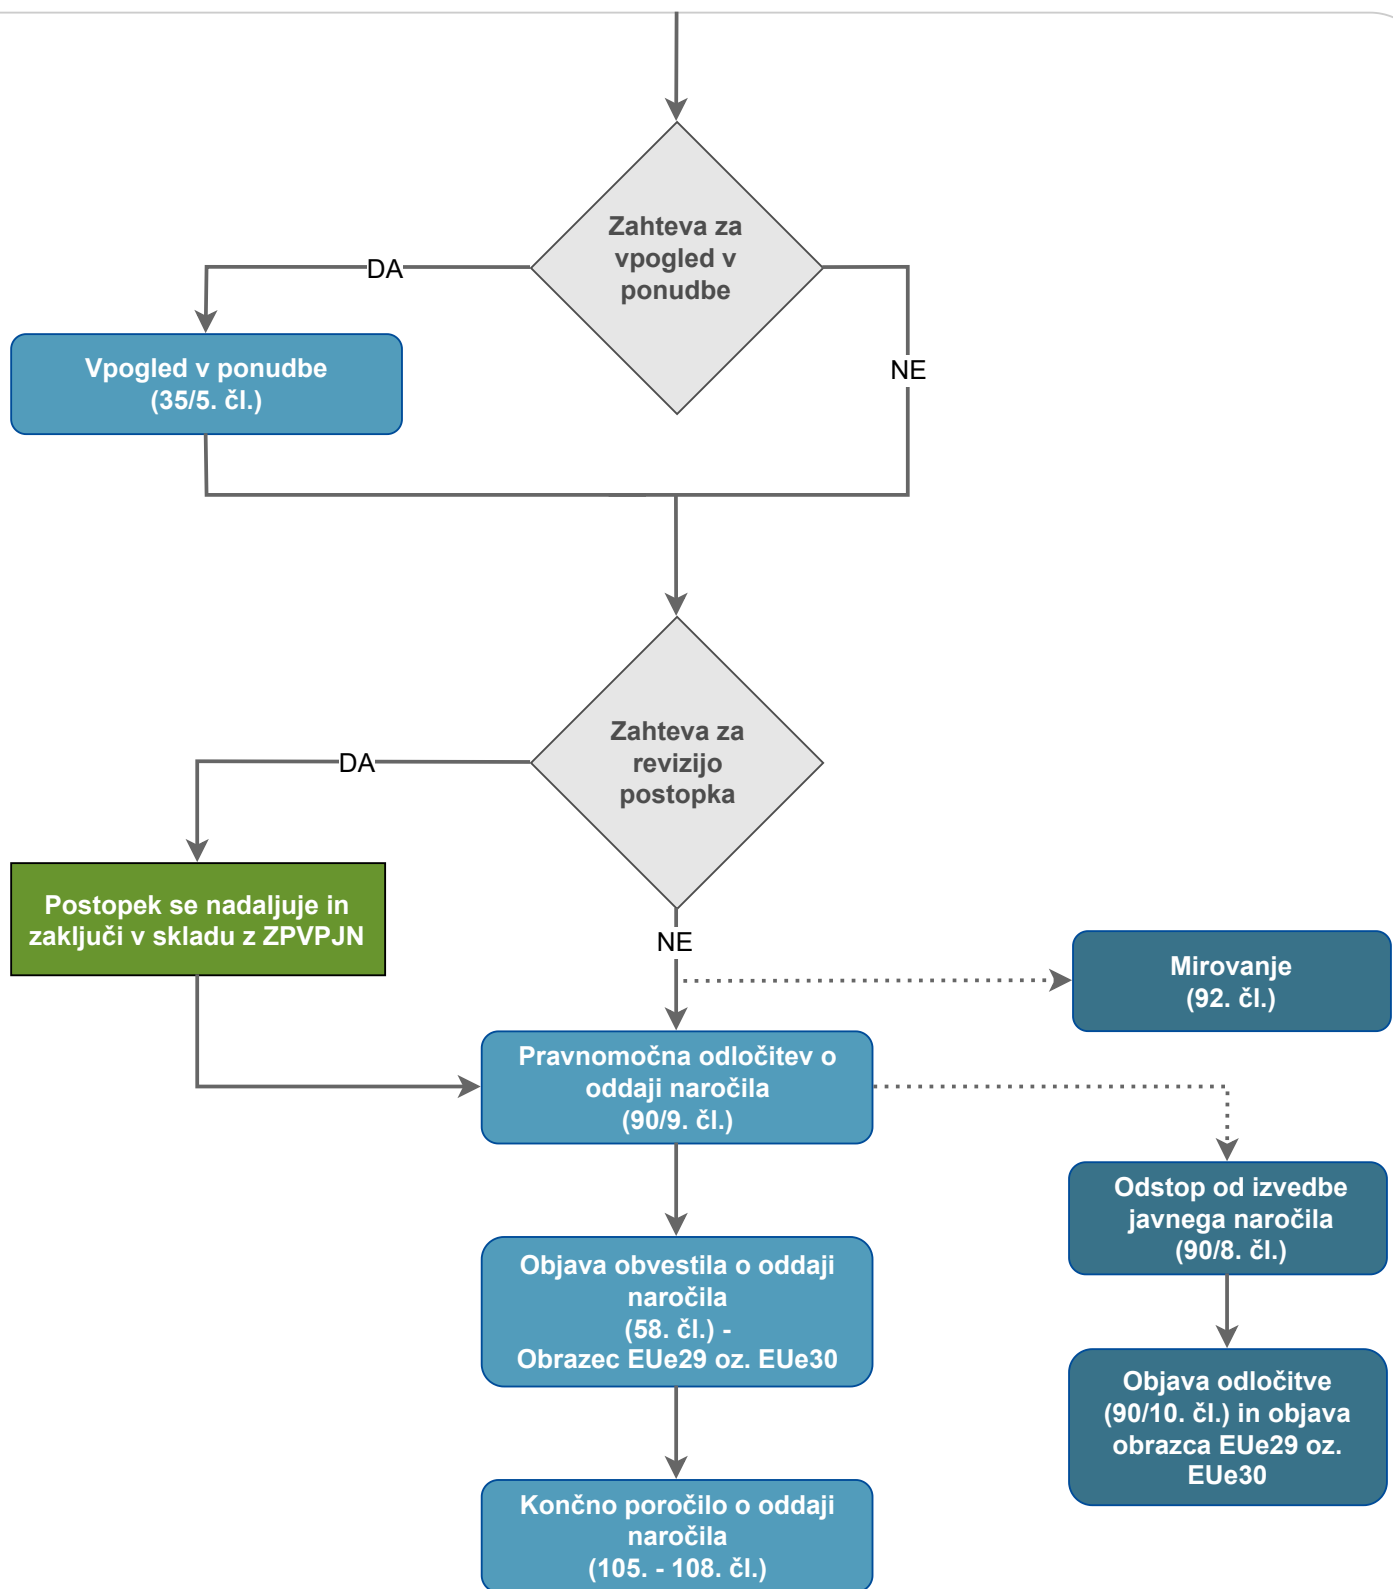 Zahteva za
vpogled v
ponudbe
DA
NE
Vpogled v ponudbe
(35/5. čl.)
Zahteva za
revizijo
postopka
DA
NE
Postopek se nadaljuje in
zaključi v skladu z ZPVPJN
Mirovanje
(92. čl.)
Pravnomočna odločitev o
oddaji naročila
(90/9. čl.)
Odstop od izvedbe
javnega naročila
(90/8. čl.)
Objava obvestila o oddaji
naročila
(58. čl.) -
Obrazec EUe29 oz. EUe30
Objava odločitve
(90/10. čl.) in objava
obrazca EUe29 oz.
EUe30
Končno poročilo o oddaji
naročila
(105. - 108. čl.)